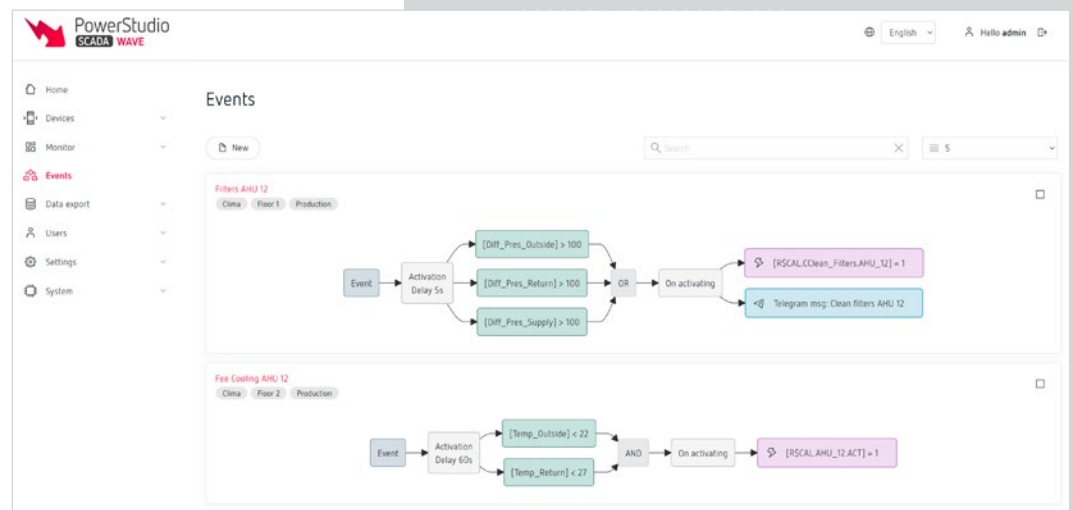 PowerStudio
SCADA WAVE
English
Hello admin
Home
Devices
Monitor
Events
Data export
Users
Settings
System
Events
New
Search
5
Filters AHU 12
Clima Floor 1 Production
Event
Activation
Delay 5s
[Diff_Pres_Outside] > 100
[Diff_Pres_Return] > 100
[Diff_Pres_Supply] > 100
OR
On activating
[R$CAL.CClean_Filters.AHU_12] = 1
Telegram msg: Clean filters AHU 12
Fee Cooling AHU 12
Clima Floor 2 Production
Event
Activation
Delay 60s
[Temp_Outside] < 22
[Temp_Return] < 27
AND
On activating
[R$CAL.AHU_12.ACT] = 1